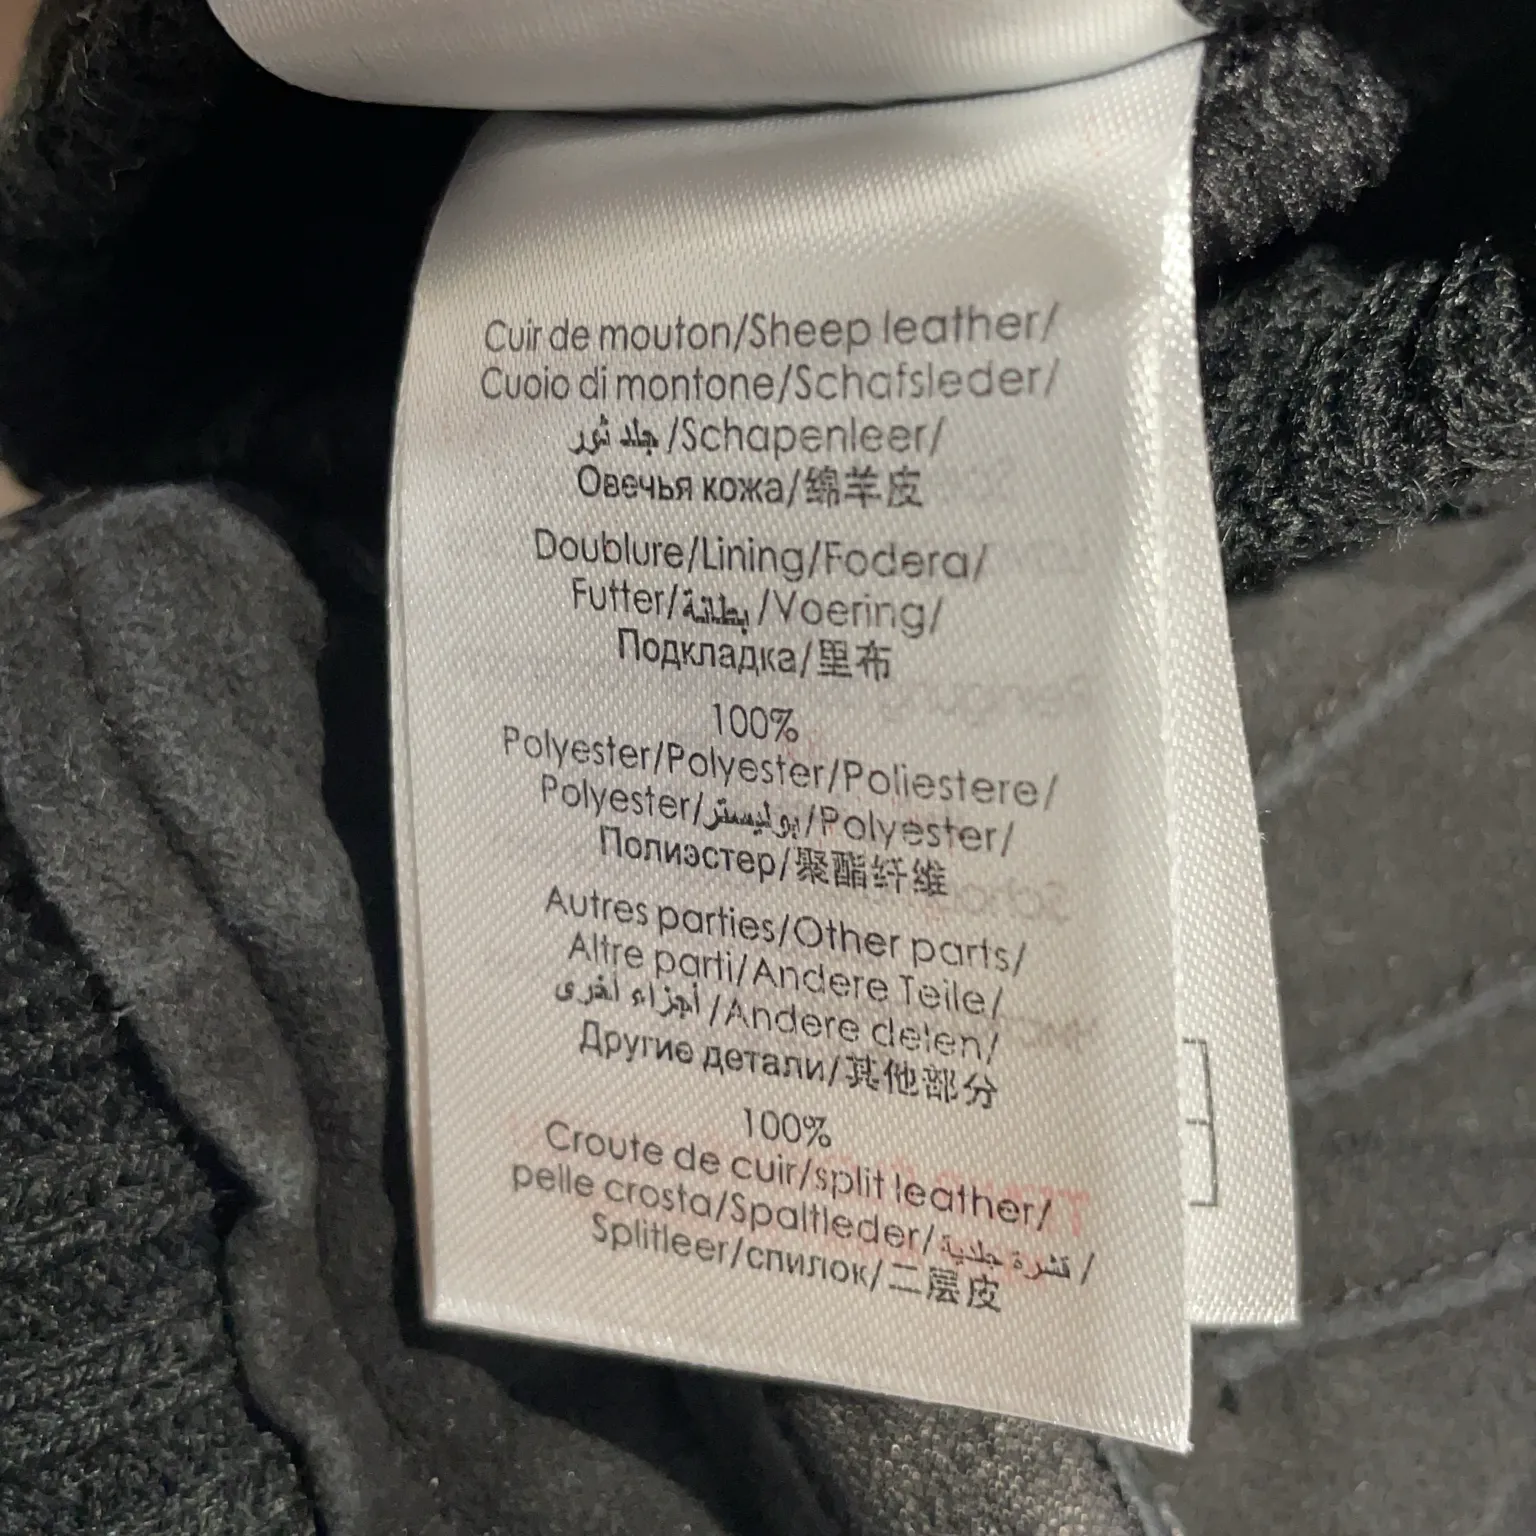 Cuir de mouton/Sheep leather/
Cuoio di montone/Schafsleder/
جلد ثور /Schapenleer/
Овечья кожа/绵羊皮
Doublure/Lining/Fodera/
Futter/بطانة /Voering/
Подкладка/里布
100%
Polyester/Polyester/Poliestere/
Polyester/بوليستر/Polyester/
Полиэстер/聚酯纤维
Autres parties/Other parts/
Altre parti/Andere Teile/
أجزاء أخرى /Andere delen/
Другие детали/其他部分
100%
Croute de cuir/split leather/
pelle crosta/Spaltleder/قشرة جلدية /
Splitleer/спилок/二层皮